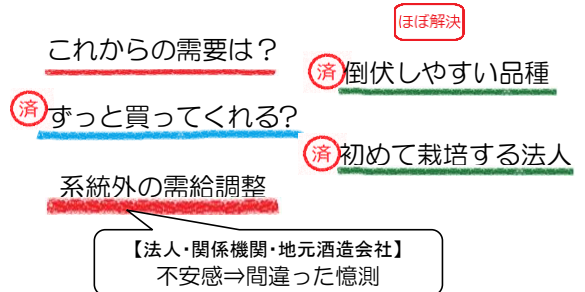 ほぼ解決
これからの需要は？
済 倒伏しやすい品種
済 ずっと買ってくれる?
済 初めて栽培する法人
系統外の需給調整
【法人・関係機関・地元酒造会社】
不安感⇒間違った憶測